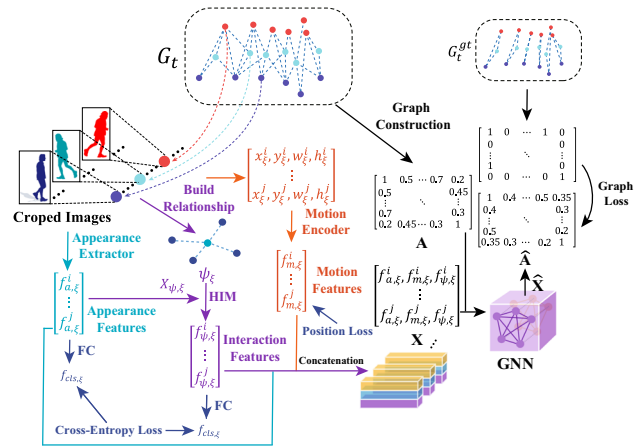 G_t
G_t^{gt}
Graph
Construction
Croped Images
Build
Relationship
x_ξ^i, y_ξ^i, w_ξ^i, h_ξ^i
⋮
x_ξ^j, y_ξ^j, w_ξ^j, h_ξ^j
Motion
Encoder
1 0.5 ⋯ 0.7 0.2
0.5 0.45
⋮ ⋱ ⋮
0.7 0.3
0.2 0.45 ⋯ 0.3 1
A
1 0 ⋯ 1 0
0 0
⋮ ⋱ ⋮
1 0
0 0 ⋯ 0 1
Graph
Loss
1 0.4 ⋯ 0.5 0.35
0.4 0.3
⋮ ⋱ ⋮
0.5 0.2
0.35 0.3 ⋯ 0.2 1
Â
X̂
Appearance
Extractor
f_{a,ξ}^i
⋮
f_{a,ξ}^j
Appearance
Features
X_{ψ,ξ}
ψ_ξ
HIM
f_{m,ξ}^i
⋮
f_{m,ξ}^j
Motion
Features
f_{a,ξ}^i, f_{m,ξ}^i, f_{ψ,ξ}^i
⋮
f_{a,ξ}^j, f_{m,ξ}^j, f_{ψ,ξ}^j
X
GNN
f_{ψ,ξ}^i
⋮
f_{ψ,ξ}^j
Interaction
Features
Position Loss
Concatenation
FC
f_{cls,ξ}
FC
Cross-Entropy Loss
f_{cls,ξ}